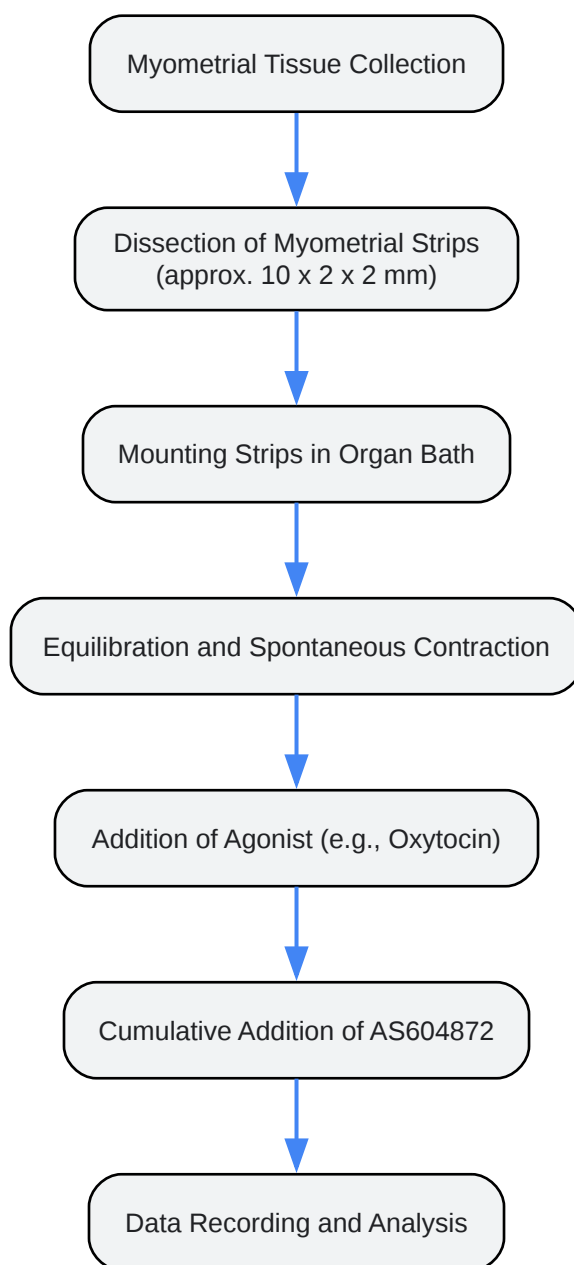 Myometrial Tissue Collection
Dissection of Myometrial Strips
(approx. 10 x 2 x 2 mm)
Mounting Strips in Organ Bath
Equilibration and Spontaneous Contraction
Addition of Agonist (e.g., Oxytocin)
Cumulative Addition of AS604872
Data Recording and Analysis